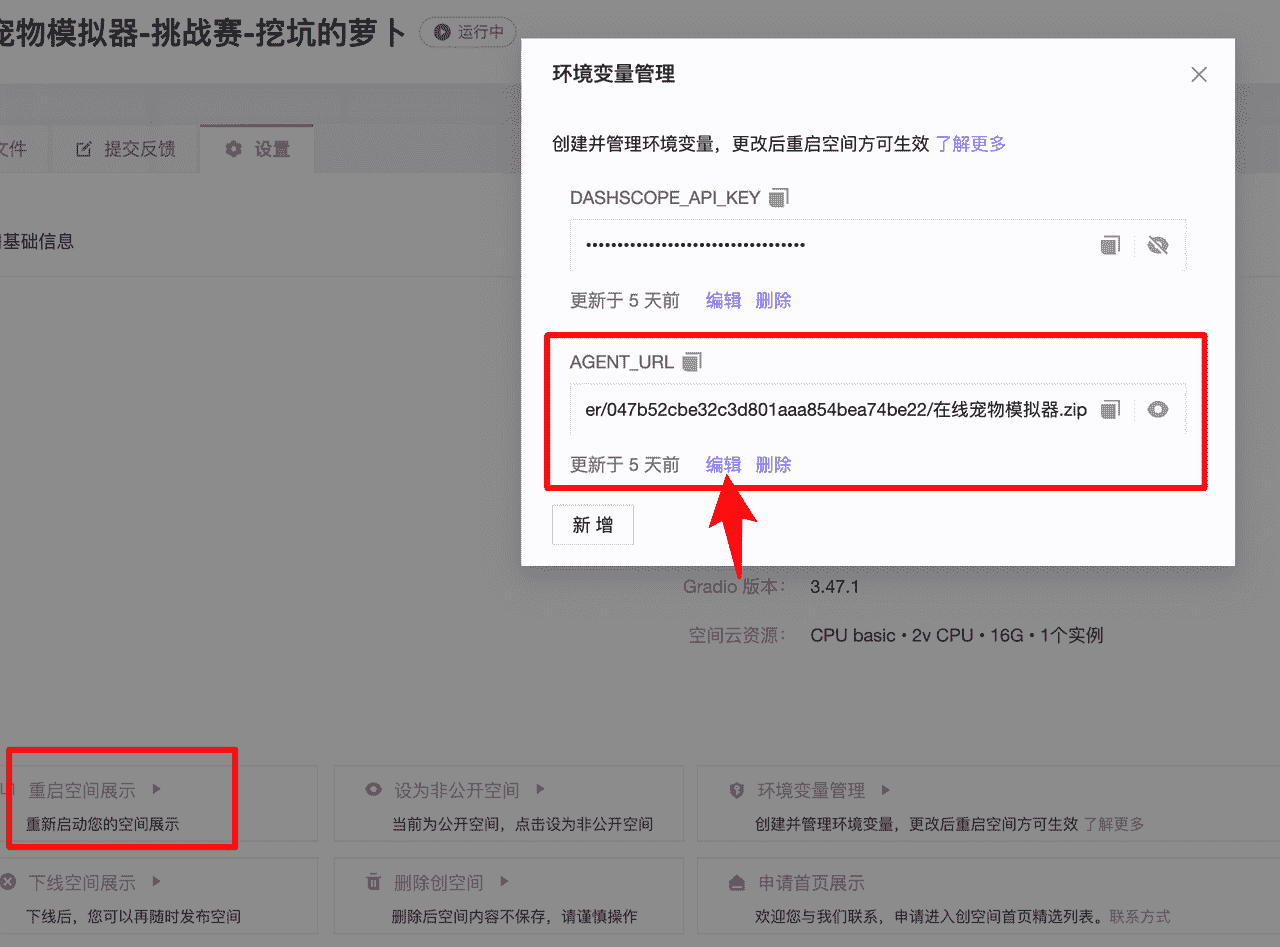 宠物模拟器-挑战赛-挖坑的萝卜 运行中
环境变量管理
文件 提交反馈 设置
创建并管理环境变量，更改后重启空间方可生效 了解更多
DASHSCOPE_API_KEY
基础信息
•••••••••••••••••••••••••••••••••••
更新于 5 天前 编辑 删除
AGENT_URL
er/047b52cbe32c3d801aaa854bea74be22/在线宠物模拟器.zip
更新于 5 天前 编辑 删除
新 增
Gradio 版本： 3.47.1
空间云资源： CPU basic • 2v CPU • 16G • 1个实例
重启空间展示
重新启动您的空间展示
设为非公开空间
当前为公开空间，点击设为非公开空间
环境变量管理
创建并管理环境变量，更改后重启空间方可生效 了解更多
下线空间展示
下线后，您可以再随时发布空间
删除创空间
删除后空间内容不保存，请谨慎操作
申请首页展示
欢迎您与我们联系，申请进入创空间首页精选列表。联系方式